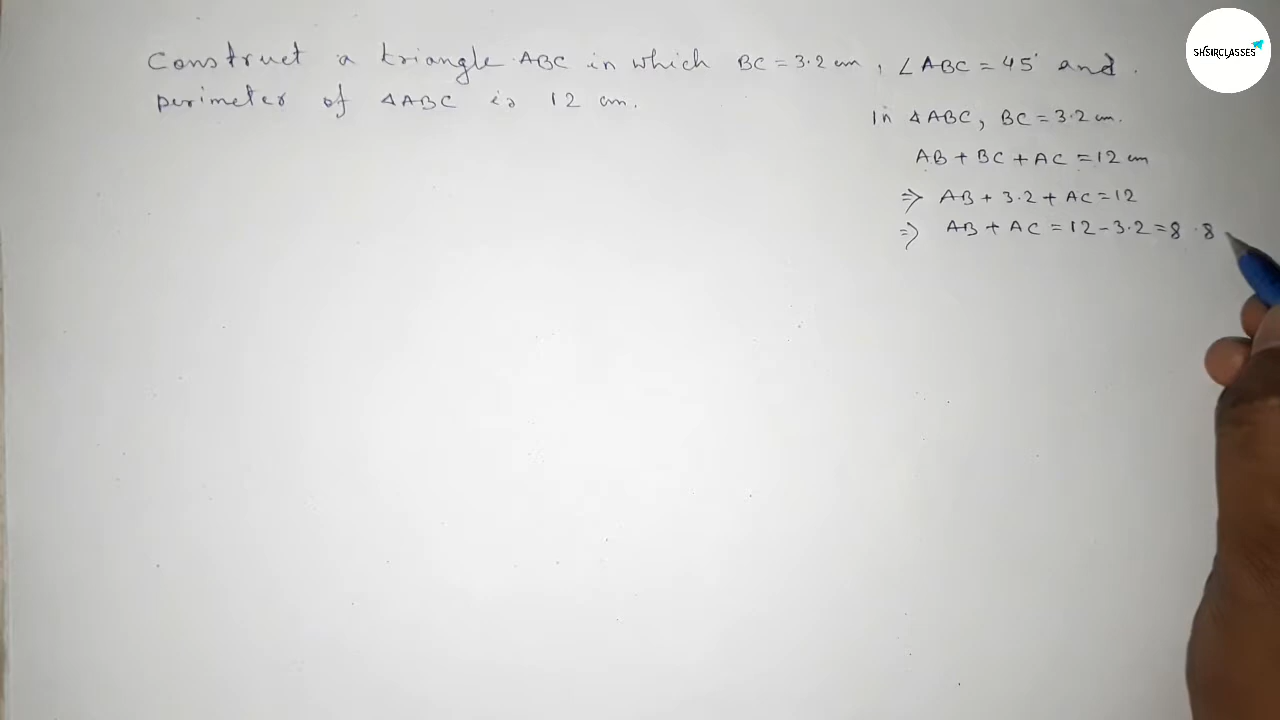 Construct a triangle ABC in which BC = 3.2 cm, ∠ABC = 45° and
perimeter of △ABC is 12 cm.
In △ABC, BC = 3.2 cm.
AB + BC + AC = 12 cm
⇒ AB + 3.2 + AC = 12
⇒ AB + AC = 12 - 3.2 = 8.8
SHSIRCLASSES